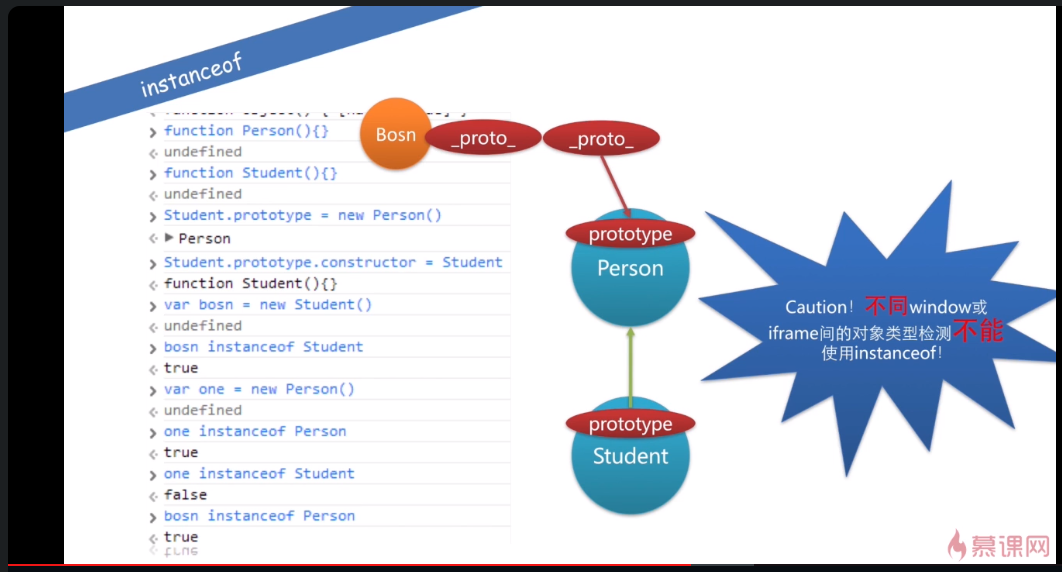 instanceof
function Person(){}
undefined
function Student(){}
undefined
Student.prototype = new Person()
Person
Student.prototype.constructor = Student
function Student(){}
var bosn = new Student()
undefined
bosn instanceof Student
true
var one = new Person()
undefined
one instanceof Person
true
one instanceof Student
false
bosn instanceof Person
true
Bosn
_proto_
_proto_
prototype
Person
prototype
Student
Caution！不同window或
iframe间的对象类型检测不能
使用instanceof！
慕课网